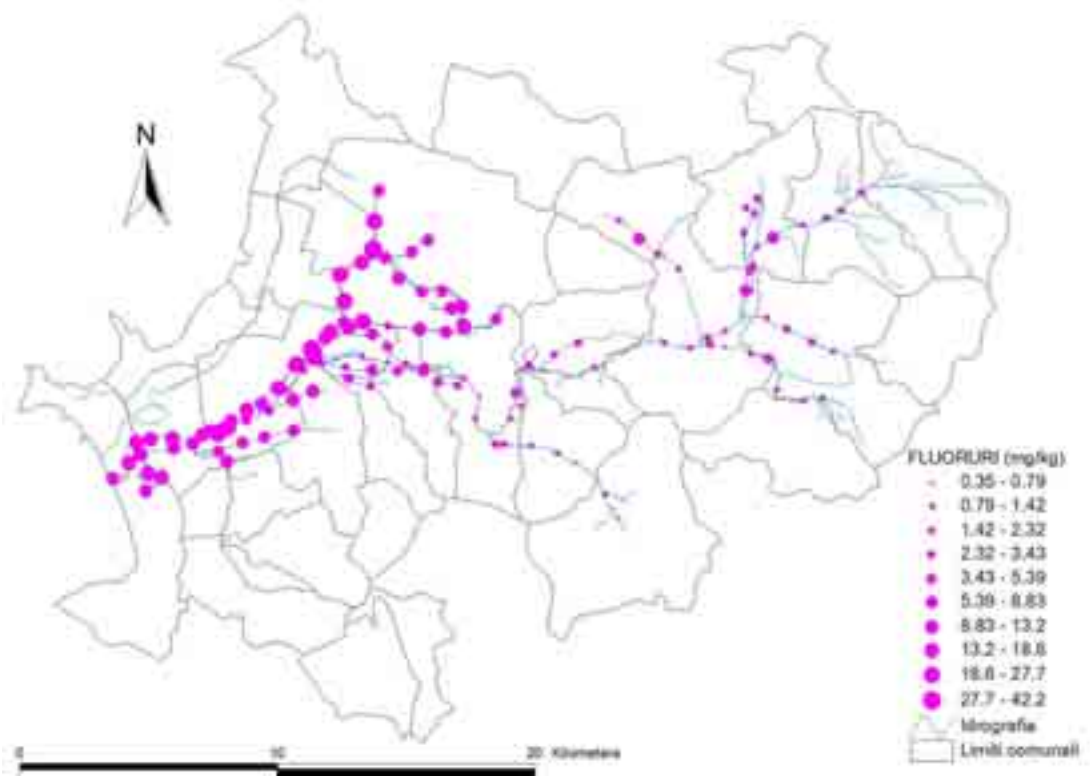 N
FLUORURI (mg/kg)
0.35 - 0.79
0.79 - 1.42
1.42 - 2.32
2.32 - 3.43
3.43 - 5.39
5.39 - 8.83
8.83 - 13.2
13.2 - 18.6
18.6 - 27.7
27.7 - 42.2
Idrografia
Limiti comunali
0 10 20 Kilometers